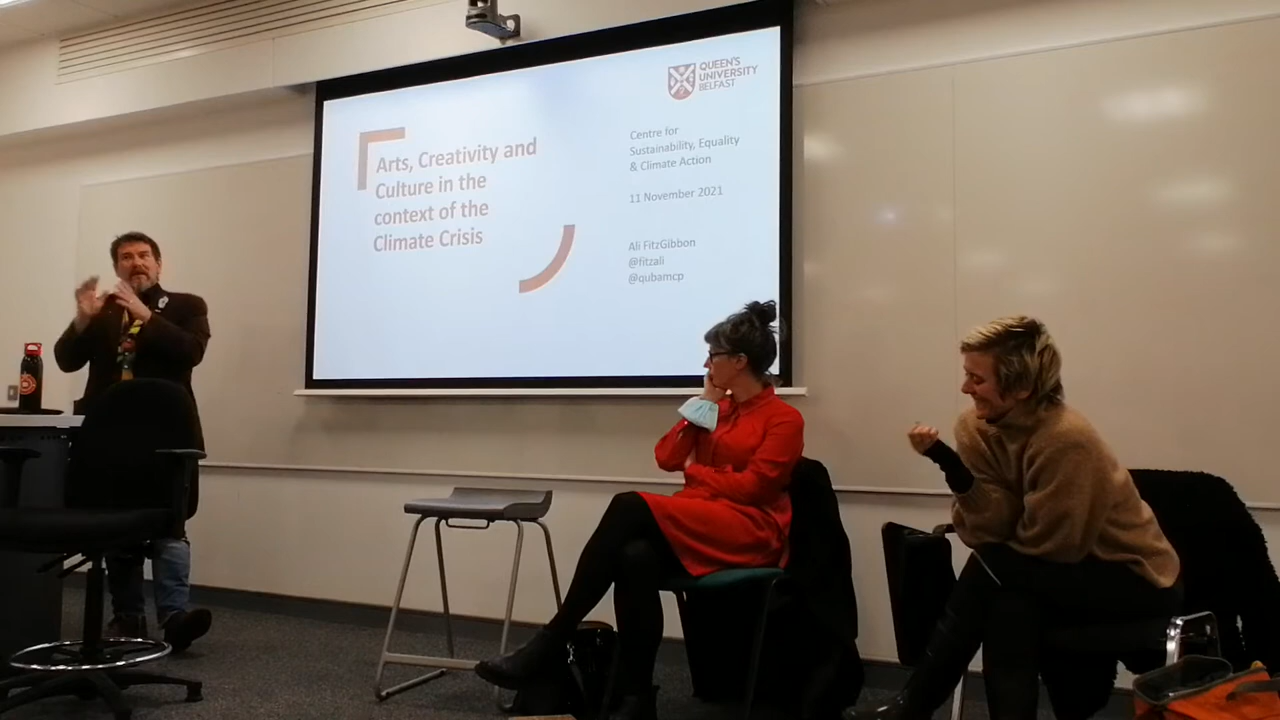 QUEEN'S
UNIVERSITY
BELFAST
Arts, Creativity and
Culture in the
context of the
Climate Crisis
Centre for
Sustainability, Equality
& Climate Action
11 November 2021
Ali FitzGibbon
@fitzali
@qubamcp